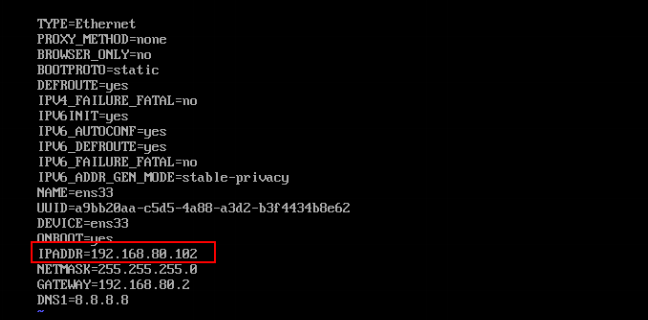 TYPE=Ethernet
PROXY_METHOD=none
BROWSER_ONLY=no
BOOTPROTO=static
DEFROUTE=yes
IPV4_FAILURE_FATAL=no
IPV6INIT=yes
IPV6_AUTOCONF=yes
IPV6_DEFROUTE=yes
IPV6_FAILURE_FATAL=no
IPV6_ADDR_GEN_MODE=stable-privacy
NAME=ens33
UUID=a9bb20aa-c5d5-4a88-a3d2-b3f4434b8e62
DEVICE=ens33
ONBOOT=yes
IPADDR=192.168.80.102
NETMASK=255.255.255.0
GATEWAY=192.168.80.2
DNS1=8.8.8.8
~